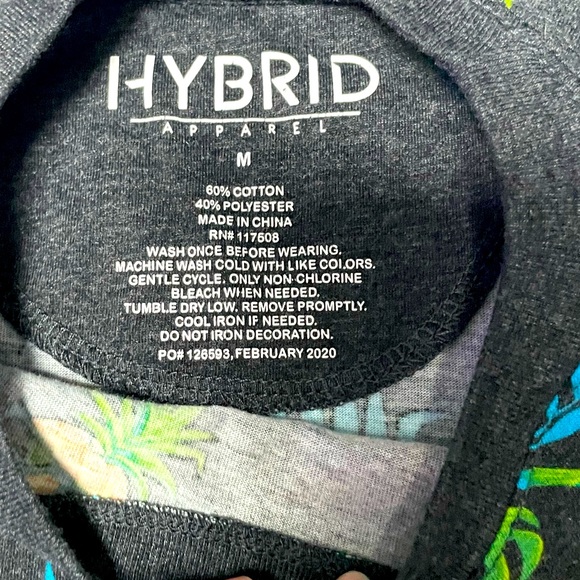 HYBRID
APPAREL
M
60% COTTON
40% POLYESTER
MADE IN CHINA
RN# 117508
WASH ONCE BEFORE WEARING.
MACHINE WASH COLD WITH LIKE COLORS.
GENTLE CYCLE. ONLY NON-CHLORINE
BLEACH WHEN NEEDED.
TUMBLE DRY LOW. REMOVE PROMPTLY.
COOL IRON IF NEEDED.
DO NOT IRON DECORATION.
PO# 126593, FEBRUARY 2020